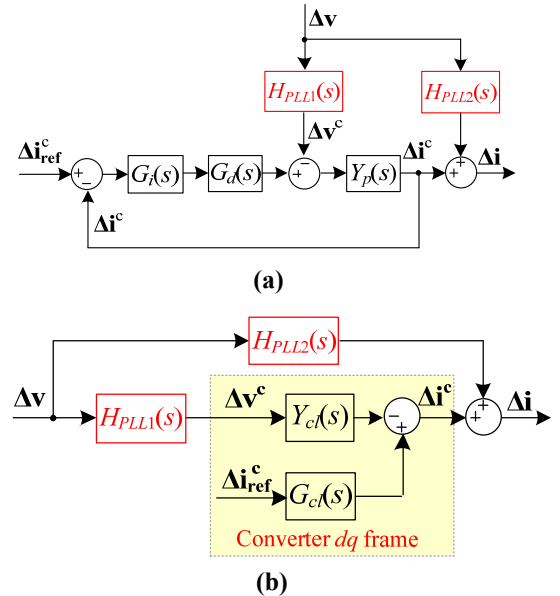 Δv
H_PLL1(s)
H_PLL2(s)
Δv^c
Δi^c_ref
+
−
G_i(s)
G_d(s)
+
−
Y_p(s)
Δi^c
+
+
Δi
Δi^c
(a)
H_PLL2(s)
Δv
H_PLL1(s)
Δv^c
Y_cl(s)
−
+
Δi^c
+
+
Δi
Δi^c_ref
G_cl(s)
Converter dq frame
(b)